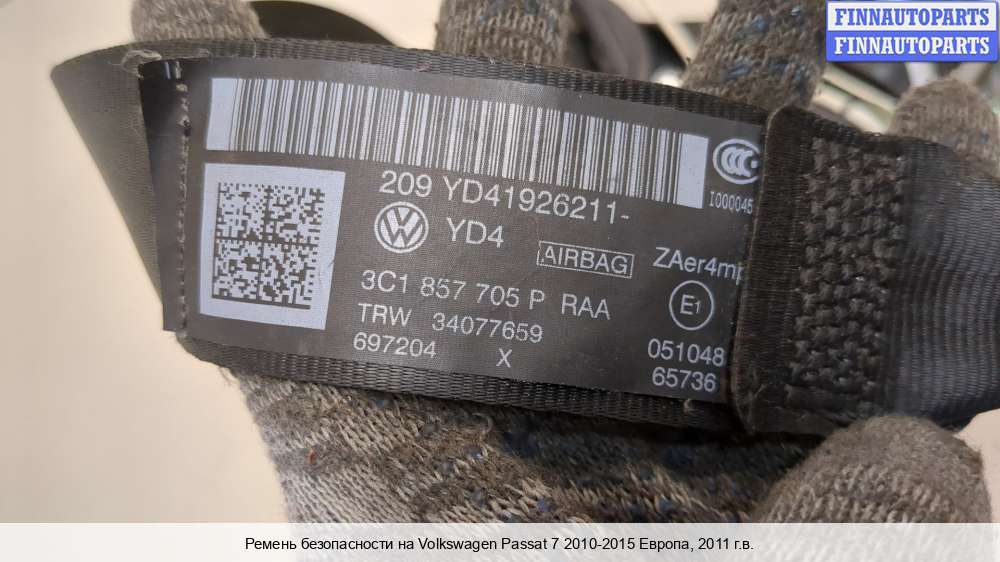 FINNAUTOPARTS
FINNAUTOPARTS
CCC
I000045
209 YD41926211-
YD4
AIRBAG
3C1 857 705 P RAA
E1
TRW 34077659
051048
697204 X
65736
Ремень безопасности на Volkswagen Passat 7 2010-2015 Европа, 2011 г.в.